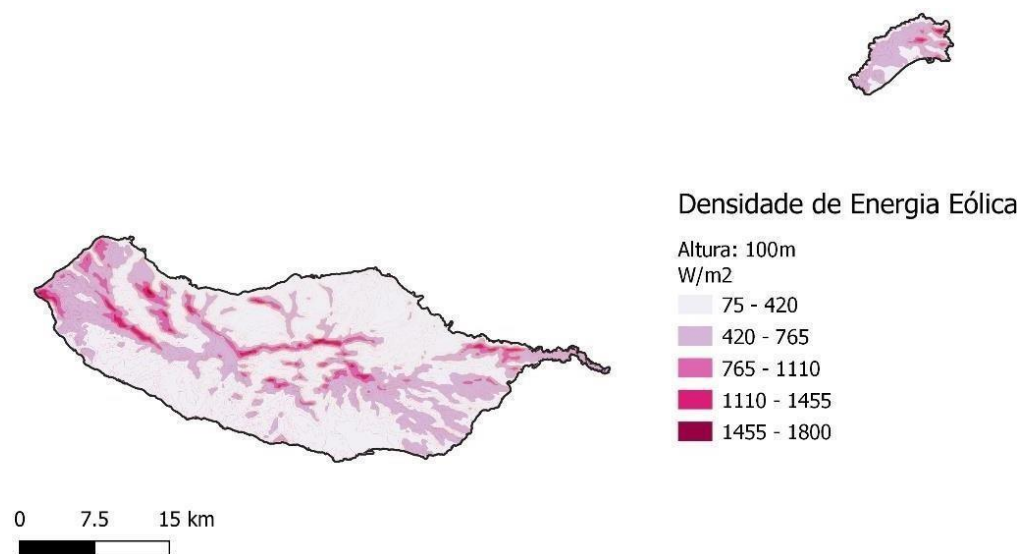 Densidade de Energia Eólica
Altura: 100m
W/m2
75 - 420
420 - 765
765 - 1110
1110 - 1455
1455 - 1800
0 7.5 15 km